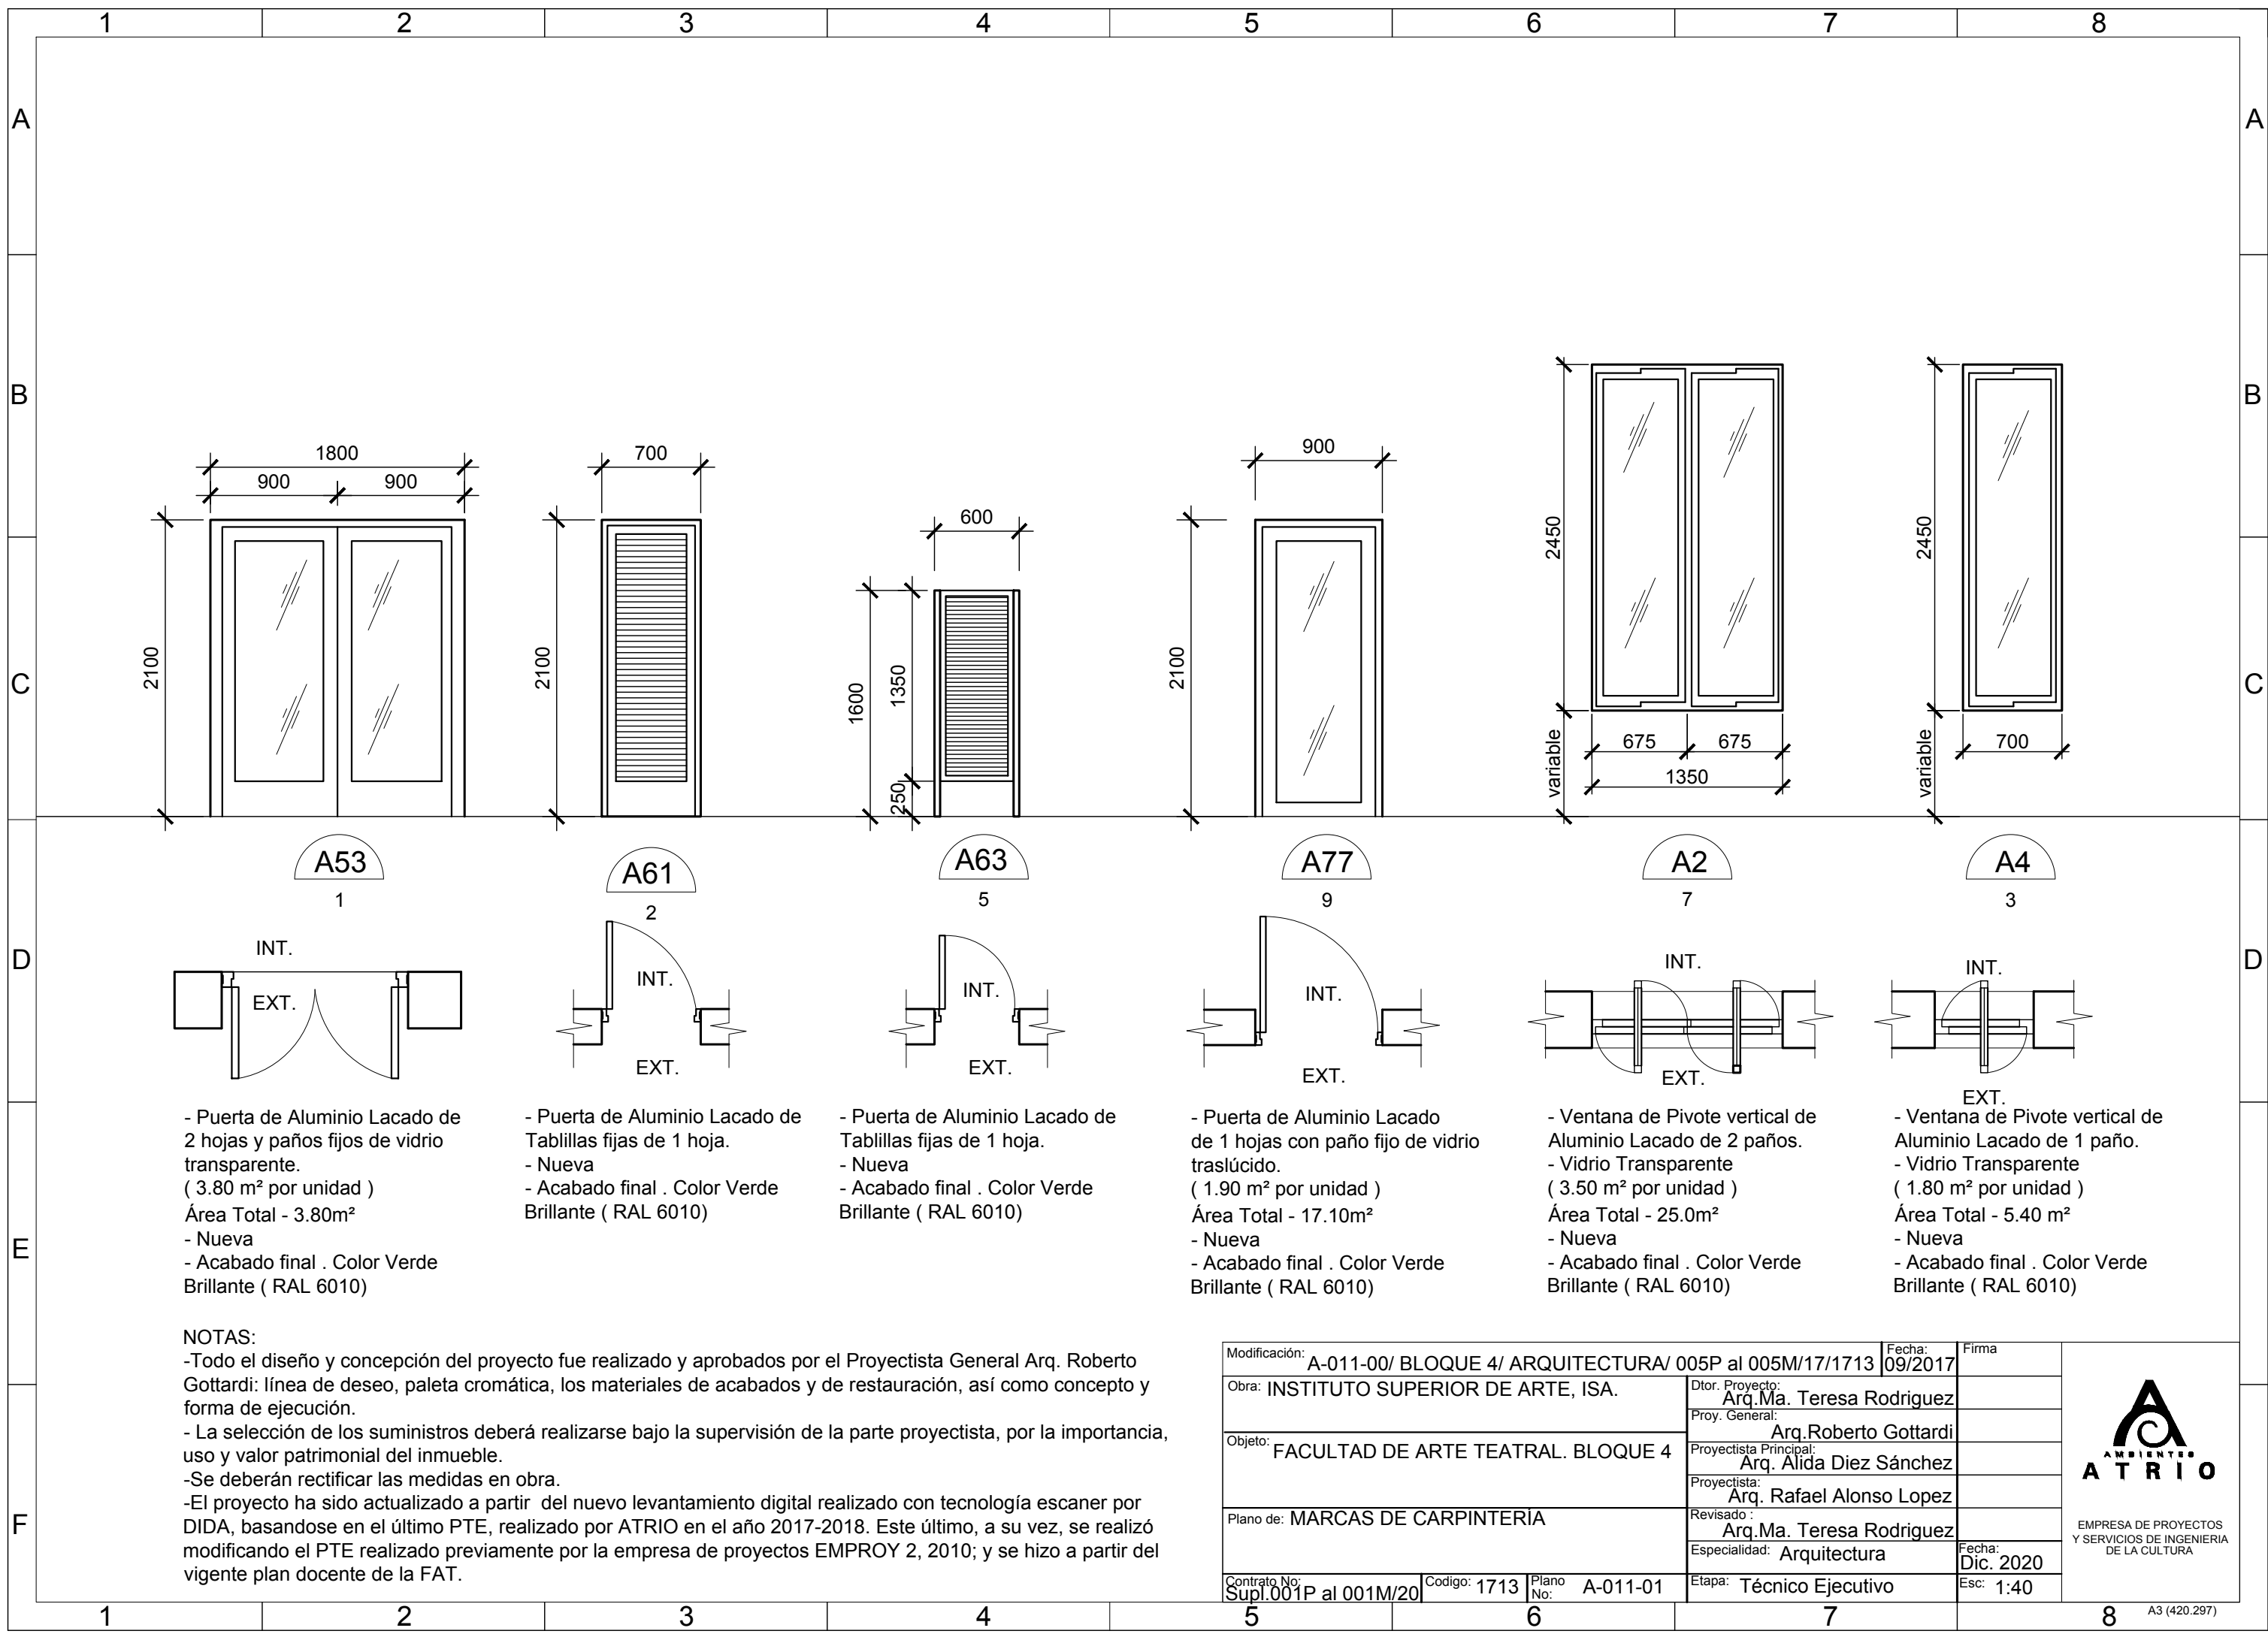 1 2 3 4 5 6 7 8
A A
B B
C C
D D
E
F
1800
900 900
2100
700
2100
600
1600
1350
250
900
2100
2450
variable
675 675
1350
2450
variable
700
A53
1
A61
2
A63
5
A77
9
A2
7
A4
3
INT.
EXT.
INT.
EXT.
INT.
EXT.
INT.
EXT.
INT.
EXT.
INT.
EXT.
- Puerta de Aluminio Lacado de
2 hojas y paños fijos de vidrio
transparente.
( 3.80 m² por unidad )
Área Total - 3.80m²
- Nueva
- Acabado final . Color Verde
Brillante ( RAL 6010)
- Puerta de Aluminio Lacado de
Tablillas fijas de 1 hoja.
- Nueva
- Acabado final . Color Verde
Brillante ( RAL 6010)
- Puerta de Aluminio Lacado de
Tablillas fijas de 1 hoja.
- Nueva
- Acabado final . Color Verde
Brillante ( RAL 6010)
- Puerta de Aluminio Lacado
de 1 hojas con paño fijo de vidrio
traslúcido.
( 1.90 m² por unidad )
Área Total - 17.10m²
- Nueva
- Acabado final . Color Verde
Brillante ( RAL 6010)
- Ventana de Pivote vertical de
Aluminio Lacado de 2 paños.
- Vidrio Transparente
( 3.50 m² por unidad )
Área Total - 25.0m²
- Nueva
- Acabado final . Color Verde
Brillante ( RAL 6010)
- Ventana de Pivote vertical de
Aluminio Lacado de 1 paño.
- Vidrio Transparente
( 1.80 m² por unidad )
Área Total - 5.40 m²
- Nueva
- Acabado final . Color Verde
Brillante ( RAL 6010)
NOTAS:
-Todo el diseño y concepción del proyecto fue realizado y aprobados por el Proyectista General Arq. Roberto
Gottardi: línea de deseo, paleta cromática, los materiales de acabados y de restauración, así como concepto y
forma de ejecución.
- La selección de los suministros deberá realizarse bajo la supervisión de la parte proyectista, por la importancia,
uso y valor patrimonial del inmueble.
-Se deberán rectificar las medidas en obra.
-El proyecto ha sido actualizado a partir del nuevo levantamiento digital realizado con tecnología escaner por
DIDA, basandose en el último PTE, realizado por ATRIO en el año 2017-2018. Este último, a su vez, se realizó
modificando el PTE realizado previamente por la empresa de proyectos EMPROY 2, 2010; y se hizo a partir del
vigente plan docente de la FAT.
Modificación: A-011-00/ BLOQUE 4/ ARQUITECTURA/ 005P al 005M/17/1713
Fecha: 09/2017
Firma
Obra: INSTITUTO SUPERIOR DE ARTE, ISA.
Dtor. Proyecto: Arq.Ma. Teresa Rodriguez
Proy. General: Arq.Roberto Gottardi
Objeto: FACULTAD DE ARTE TEATRAL. BLOQUE 4
Proyectista Principal: Arq. Alida Diez Sánchez
Proyectista: Arq. Rafael Alonso Lopez
Plano de: MARCAS DE CARPINTERÍA
Revisado : Arq.Ma. Teresa Rodriguez
Especialidad: Arquitectura
Fecha: Dic. 2020
Contrato No: Supl.001P al 001M/20
Codigo: 1713
Plano No: A-011-01
Etapa: Técnico Ejecutivo
Esc: 1:40
AMBIENTES
ATRIO
EMPRESA DE PROYECTOS
Y SERVICIOS DE INGENIERIA
DE LA CULTURA
1 2 3 4 5 6 7 8
A3 (420.297)